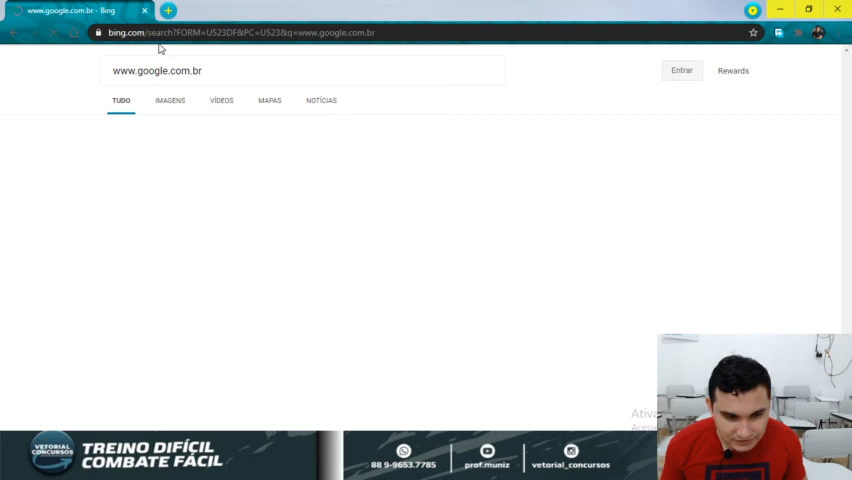 www.google.com.br - Bing
bing.com/search?FORM=U523DF&PC=U523&q=www.google.com.br
www.google.com.br
Entrar
Rewards
TUDO
IMAGENS
VÍDEOS
MAPAS
NOTÍCIAS
VETORIAL
CONCURSOS
TREINO DIFÍCIL
COMBATE FÁCIL
88 9-9653.7785
prof.muniz
vetorial_concursos